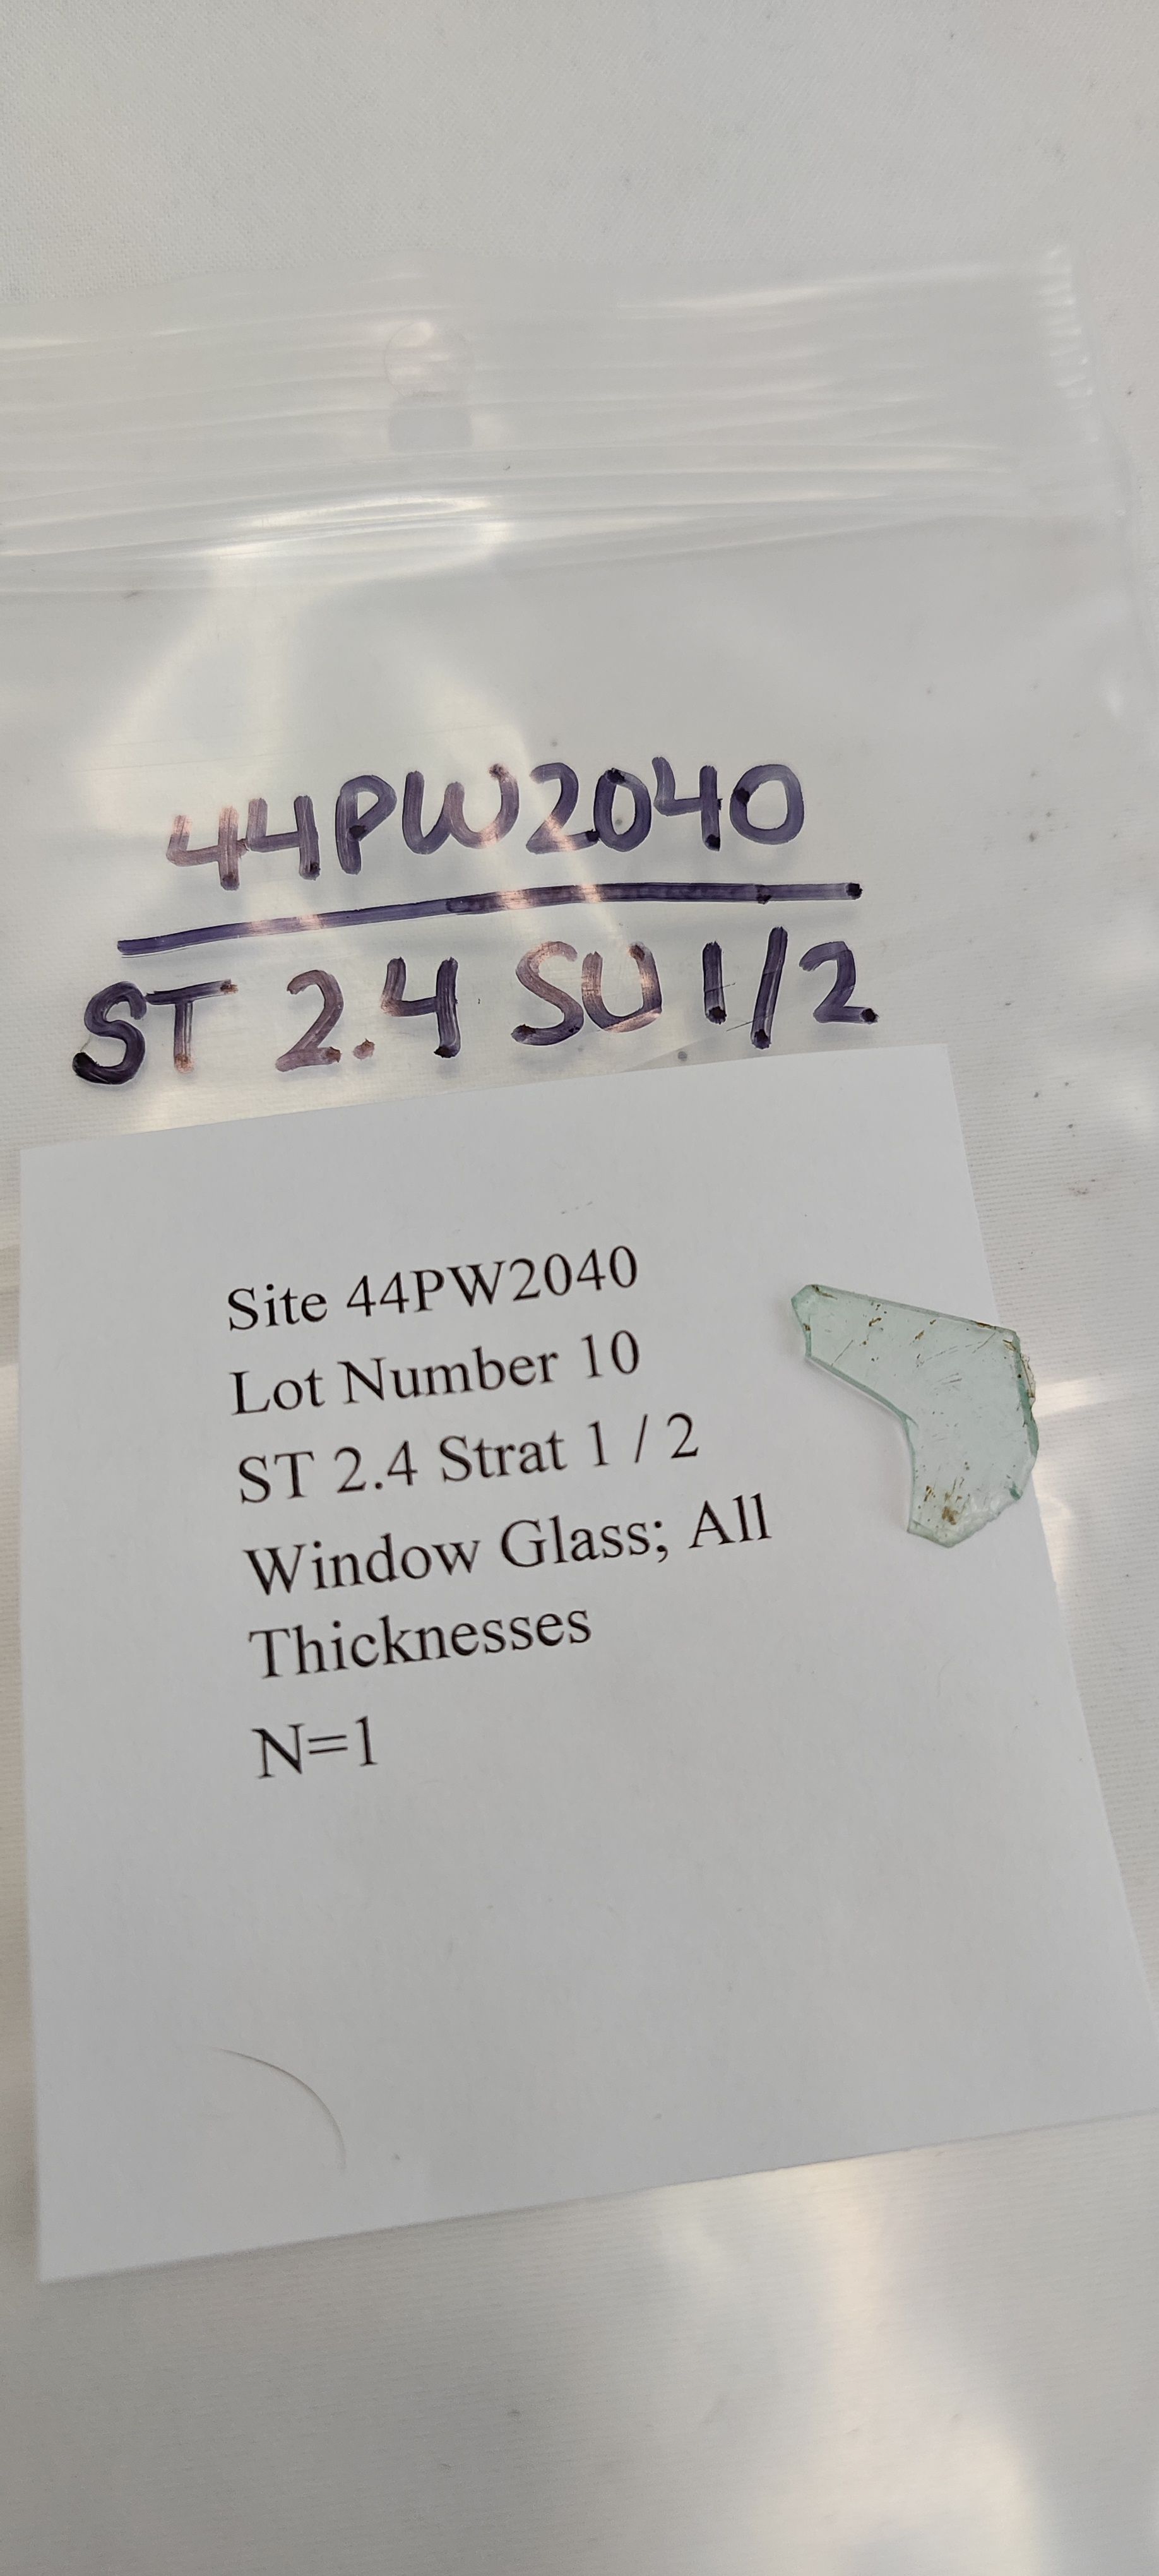 44PW2040
ST 2.4 SU 1/2
Site 44PW2040
Lot Number 10
ST 2.4 Strat 1 / 2
Window Glass; All
Thicknesses
N=1